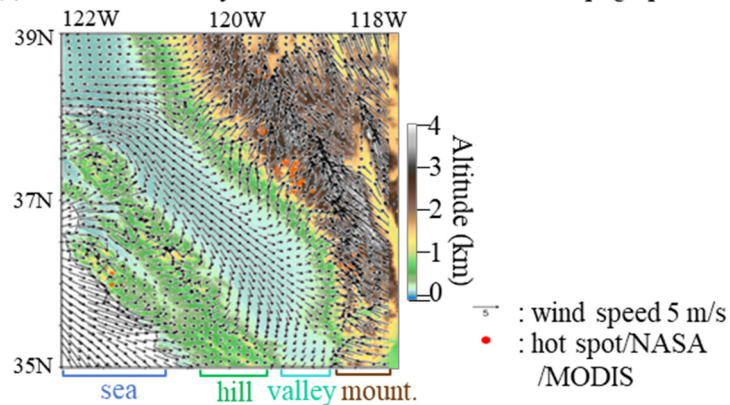 122W 120W 118W
39N
37N
35N
4
3
2
1
0
Altitude (km)
sea hill valley mount.
5 : wind speed 5 m/s
: hot spot/NASA
/MODIS